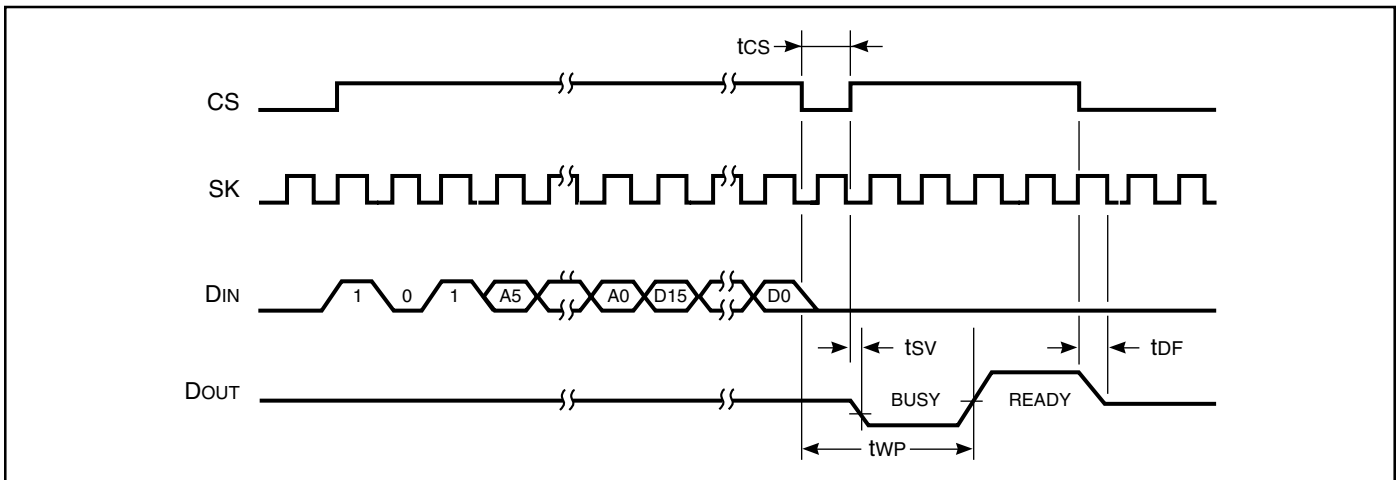 tCS
CS
SK
DIN 1 0 1 A5 A0 D15 D0
tSV tDF
DOUT BUSY READY
tWP